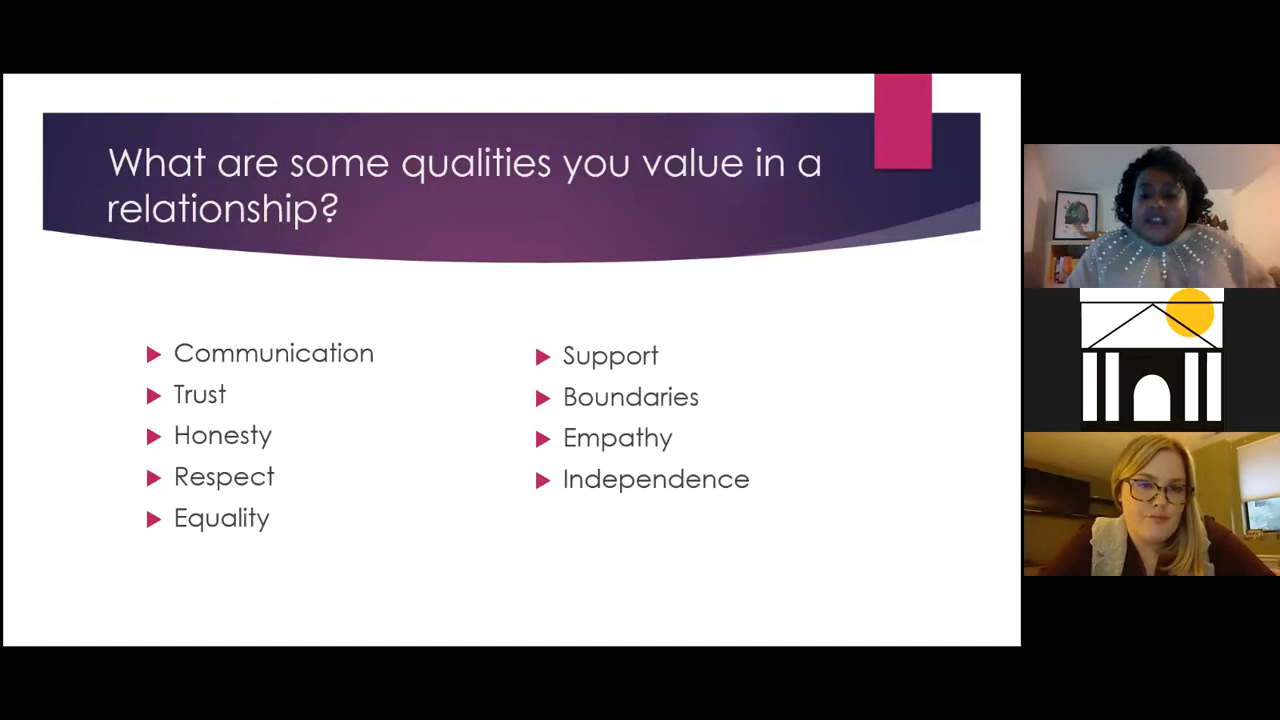 What are some qualities you value in a
relationship?
Communication
Trust
Honesty
Respect
Equality
Support
Boundaries
Empathy
Independence